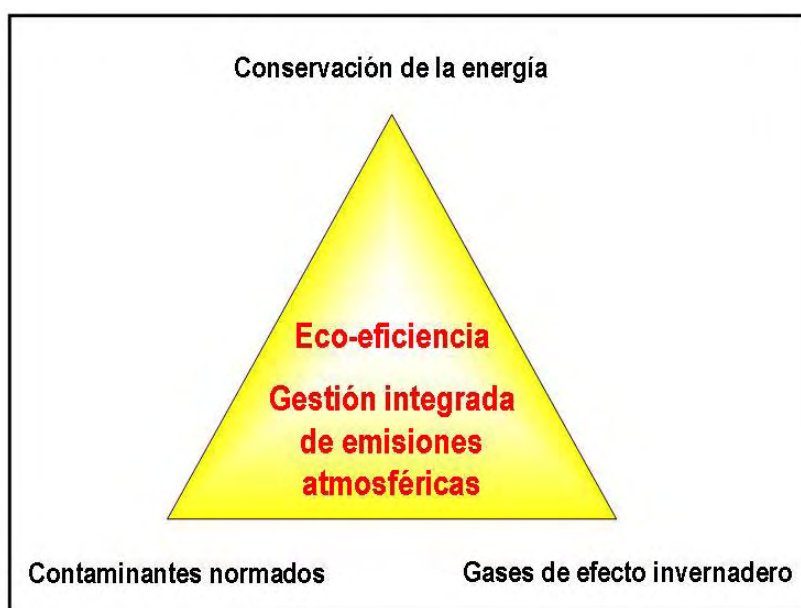 Conservación de la energía
Eco-eficiencia
Gestión integrada
de emisiones
atmosféricas
Contaminantes normados
Gases de efecto invernadero